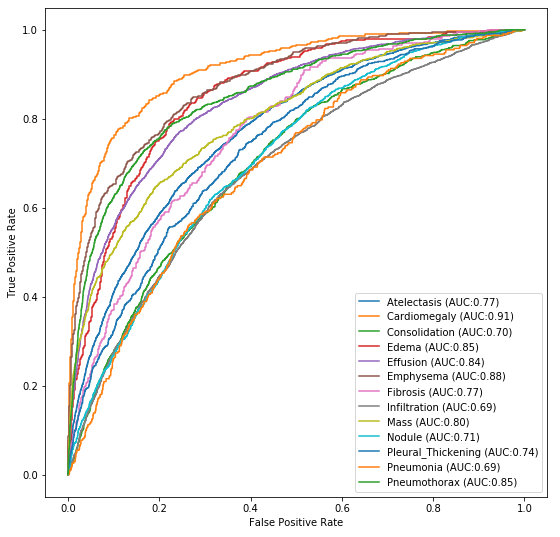 1.0
0.8
0.6
0.4
0.2
0.0
True Positive Rate
Atelectasis (AUC:0.77)
Cardiomegaly (AUC:0.91)
Consolidation (AUC:0.70)
Edema (AUC:0.85)
Effusion (AUC:0.84)
Emphysema (AUC:0.88)
Fibrosis (AUC:0.77)
Infiltration (AUC:0.69)
Mass (AUC:0.80)
Nodule (AUC:0.71)
Pleural_Thickening (AUC:0.74)
Pneumonia (AUC:0.69)
Pneumothorax (AUC:0.85)
0.0 0.2 0.4 0.6 0.8 1.0
False Positive Rate